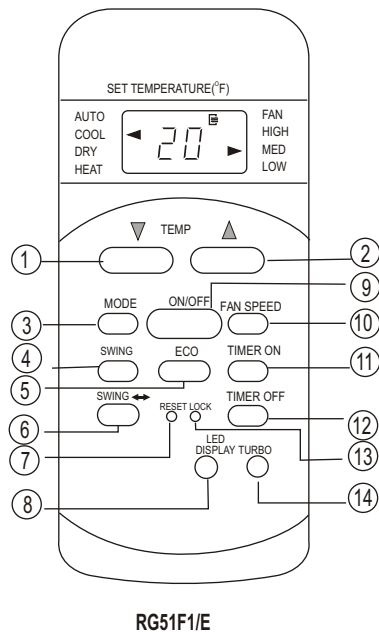 SET TEMPERATURE(°F)
AUTO
COOL
DRY
HEAT
20
FAN
HIGH
MED
LOW
TEMP
1
2
ON/OFF
9
MODE
FAN SPEED
3
10
SWING
ECO
TIMER ON
4
11
5
SWING
TIMER OFF
6
12
RESET LOCK
7
13
LED
DISPLAY TURBO
8
14
RG51F1/E